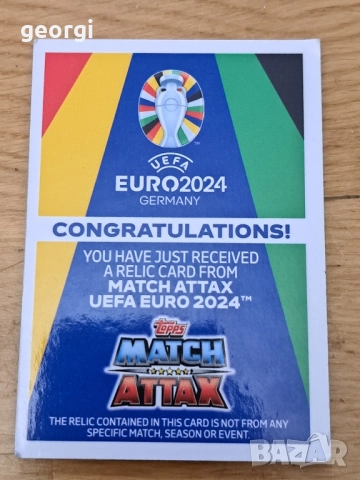 georgi
UEFA
EURO2024
GERMANY
CONGRATULATIONS!
YOU HAVE JUST RECEIVED
A RELIC CARD FROM
MATCH ATTAX
UEFA EURO 2024™
Topps
MATCH
ATTAX
THE RELIC CONTAINED IN THIS CARD IS NOT FROM ANY
SPECIFIC MATCH, SEASON OR EVENT.
BAZAR